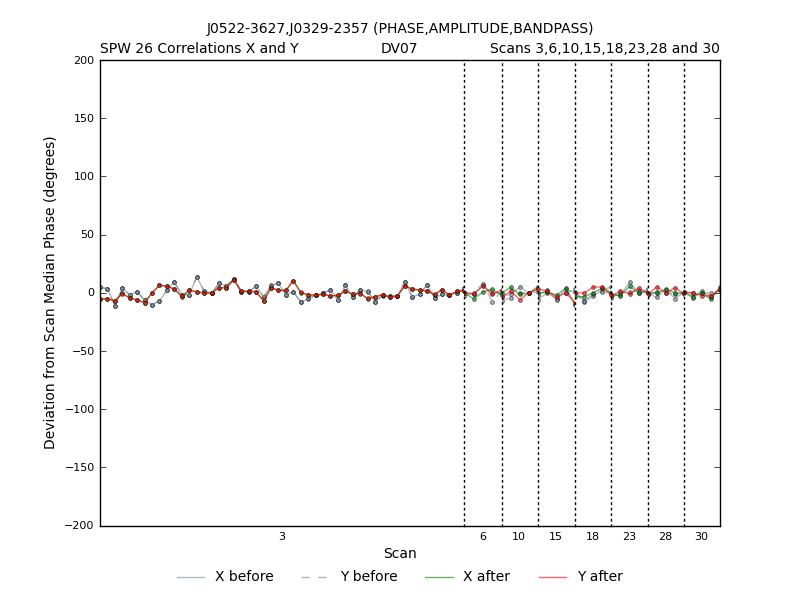 J0522-3627,J0329-2357 (PHASE,AMPLITUDE,BANDPASS)
SPW 26 Correlations X and Y DV07 Scans 3,6,10,15,18,23,28 and 30
200
150
100
50
0
−50
−100
−150
−200
Deviation from Scan Median Phase (degrees)
3 6 10 15 18 23 28 30
Scan
X before Y before X after Y after